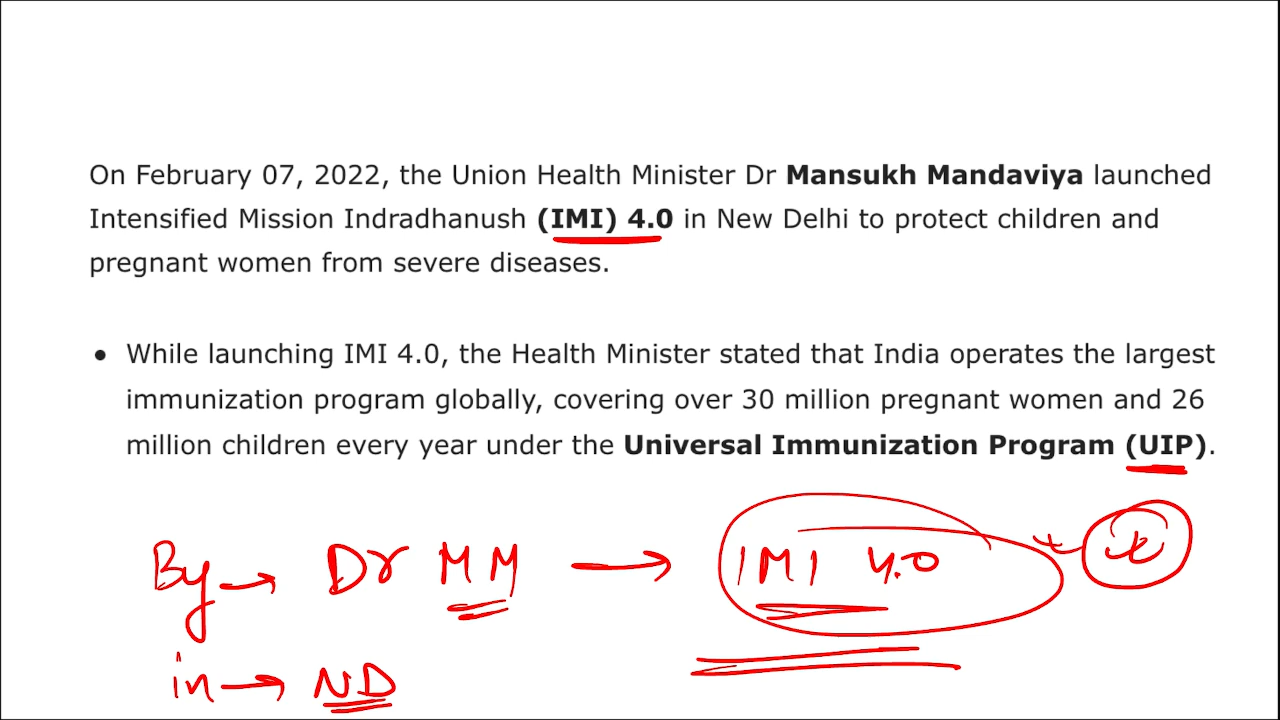 On February 07, 2022, the Union Health Minister Dr Mansukh Mandaviya launched
Intensified Mission Indradhanush (IMI) 4.0 in New Delhi to protect children and
pregnant women from severe diseases.
● While launching IMI 4.0, the Health Minister stated that India operates the largest
immunization program globally, covering over 30 million pregnant women and 26
million children every year under the Universal Immunization Program (UIP).
By → Dr MM → IMI 4.0
in → ND